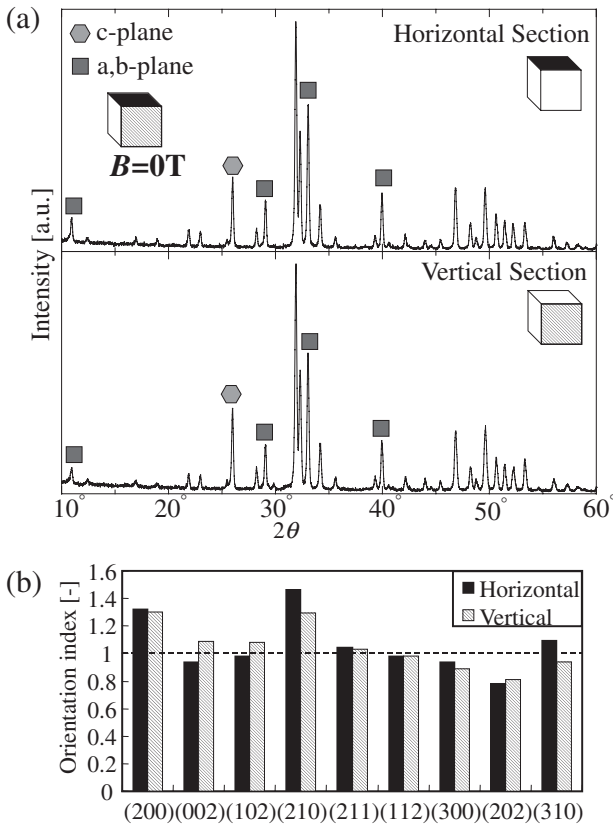 (a)
c-plane
a,b-plane
B=0T
Horizontal Section
Vertical Section
Intensity [a.u.]
10° 20° 30° 40° 50° 60°
2θ
(b)
Orientation index [-]
1.6
1.4
1.2
1
0.8
0.6
0.4
0.2
0
Horizontal
Vertical
(200)(002)(102)(210)(211)(112)(300)(202)(310)